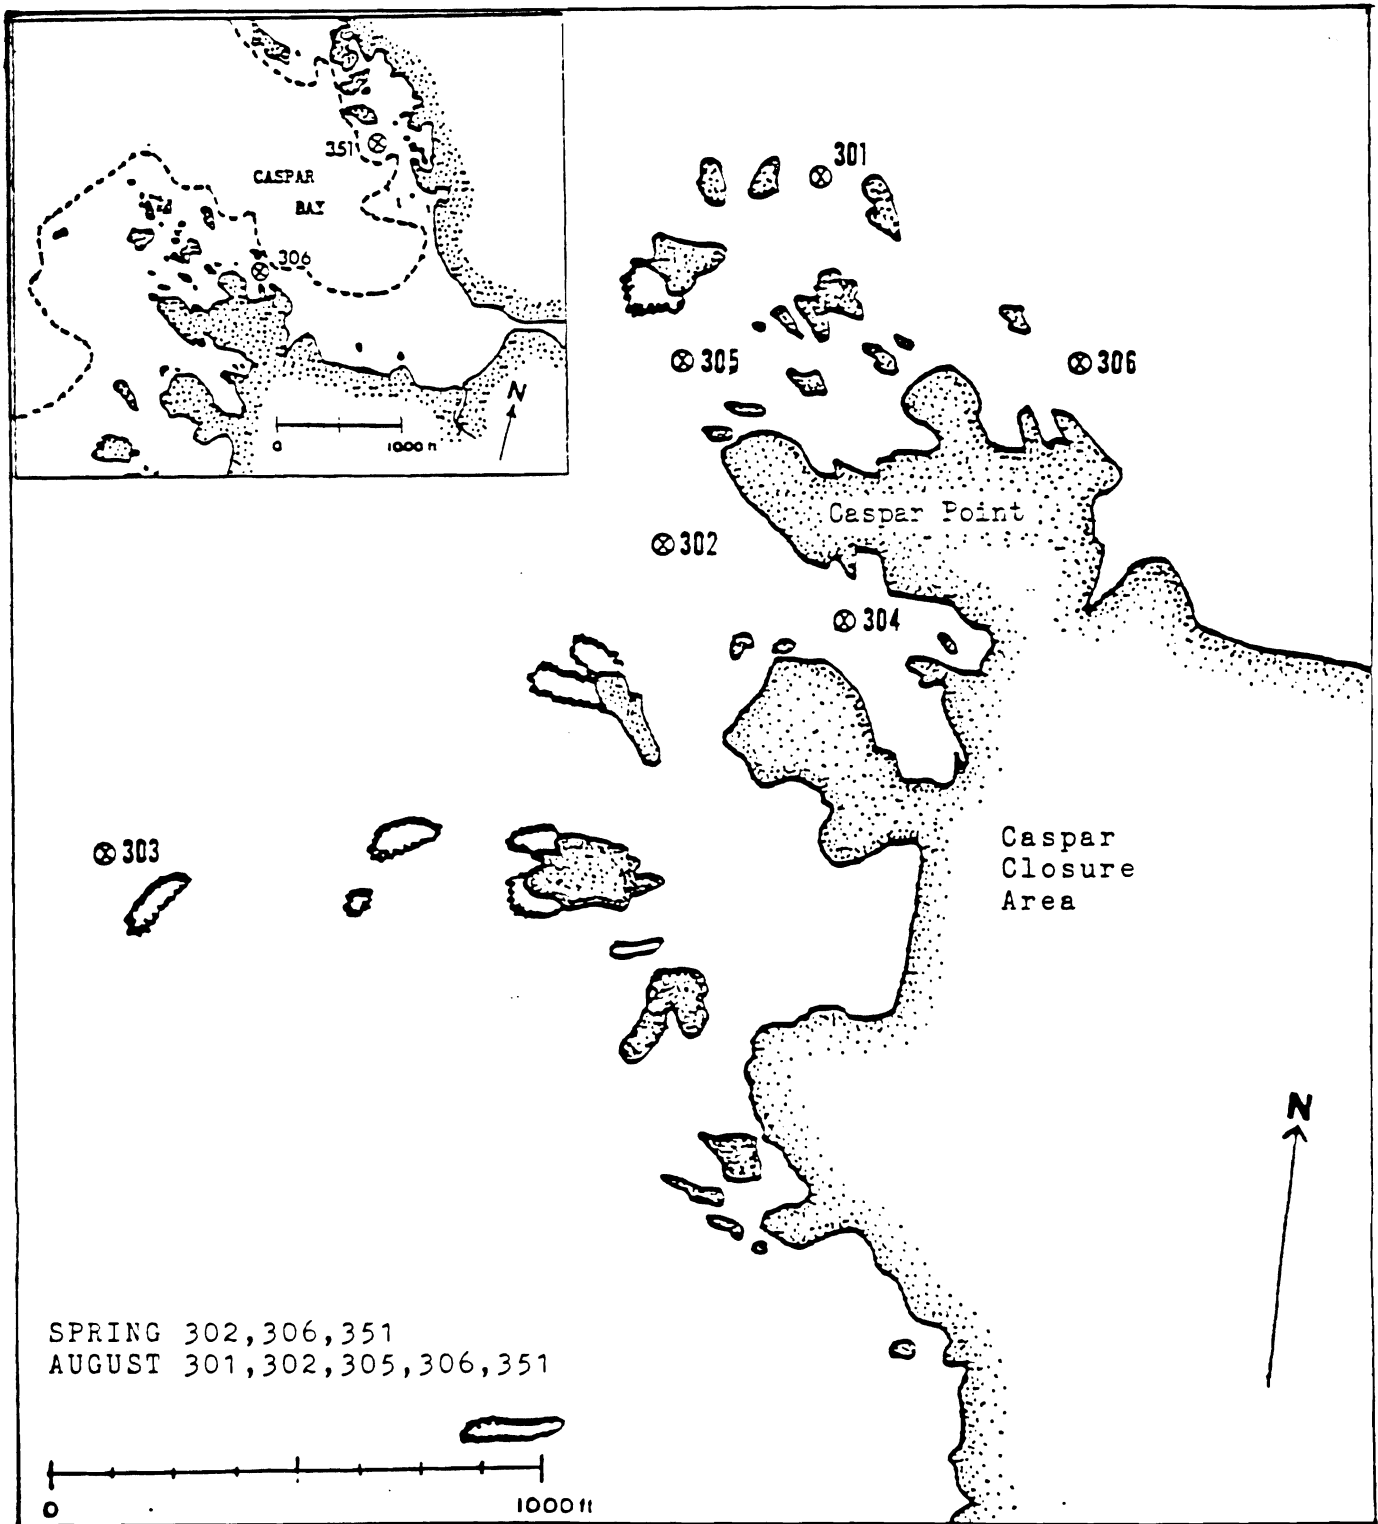 351
CASPAR
BAY
306
0
1000 ft
N
301
305
306
Caspar Point
302
304
303
Caspar
Closure
Area
N
SPRING 302,306,351
AUGUST 301,302,305,306,351
0
1000 ft